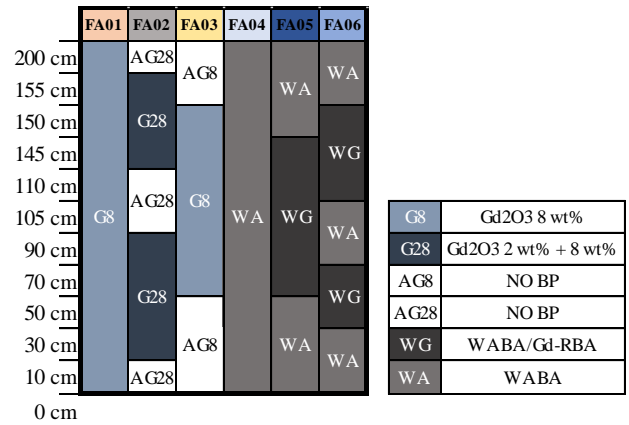 FA01 FA02 FA03 FA04 FA05 FA06
200 cm
155 cm
150 cm
145 cm
110 cm
105 cm
90 cm
70 cm
50 cm
30 cm
10 cm
0 cm
G8
AG28
G28
AG28
G28
AG28
AG8
G8
AG8
WA
WA
WG
WA
WA
WG
WA
WG
WA
G8 Gd2O3 8 wt%
G28 Gd2O3 2 wt% + 8 wt%
AG8 NO BP
AG28 NO BP
WG WABA/Gd-RBA
WA WABA